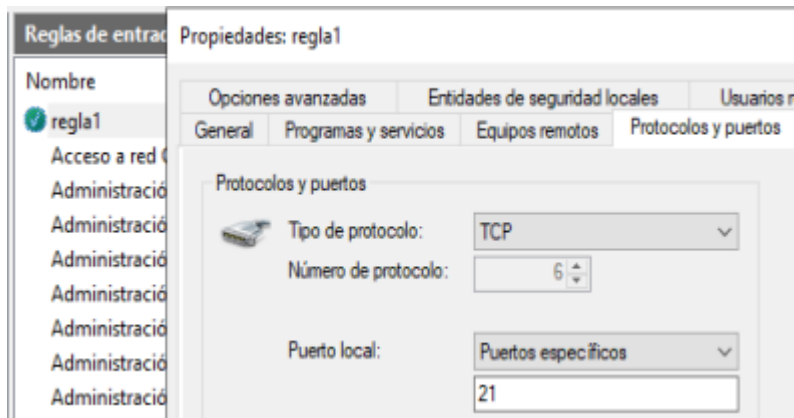 Reglas de entrad
Nombre
regla1
Acceso a red
Administració
Administració
Administració
Administració
Administració
Administració
Administració
Propiedades: regla1
Opciones avanzadas Entidades de seguridad locales Usuarios
General Programas y servicios Equipos remotos Protocolos y puertos
Protocolos y puertos
Tipo de protocolo: TCP
Número de protocolo: 6
Puerto local: Puertos específicos
21